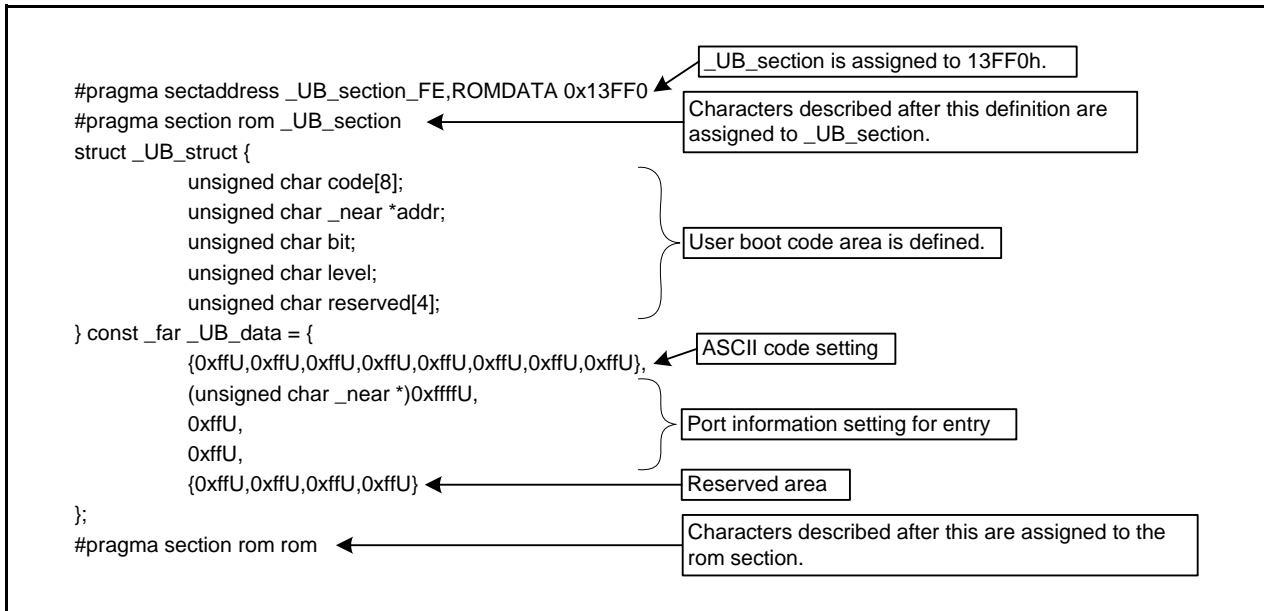 _UB_section is assigned to 13FF0h.
#pragma sectaddress _UB_section_FE,ROMDATA 0x13FF0
Characters described after this definition are
assigned to _UB_section.
#pragma section rom _UB_section
struct _UB_struct {
unsigned char code[8];
unsigned char _near *addr;
unsigned char bit;
User boot code area is defined.
unsigned char level;
unsigned char reserved[4];
} const _far _UB_data = {
ASCII code setting
{0xffU,0xffU,0xffU,0xffU,0xffU,0xffU,0xffU,0xffU},
(unsigned char _near *)0xffffU,
0xffU,
Port information setting for entry
0xffU,
{0xffU,0xffU,0xffU,0xffU}
Reserved area
};
#pragma section rom rom
Characters described after this are assigned to the
rom section.